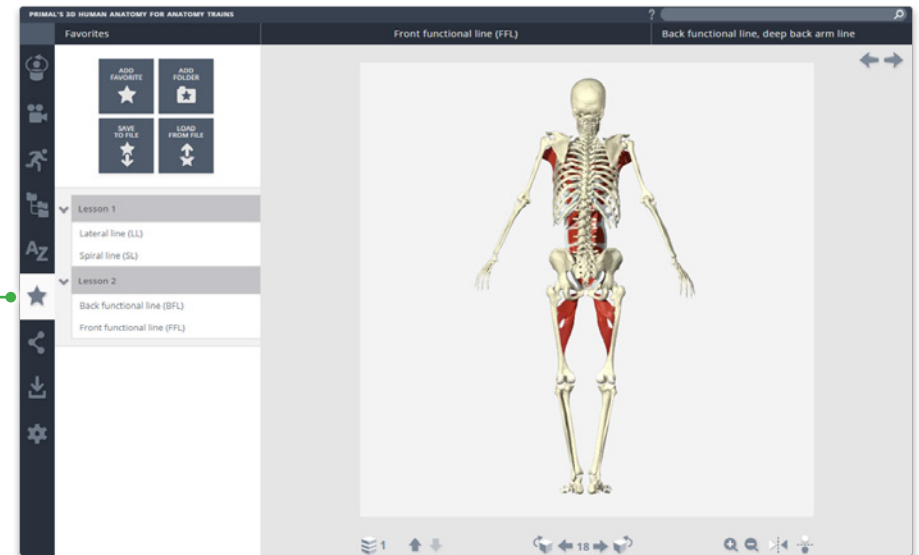 PRIMAL'S 3D HUMAN ANATOMY FOR ANATOMY TRAINS
?
Favorites
Front functional line (FFL)
Back functional line, deep back arm line
ADD
FAVORITE
ADD
FOLDER
SAVE
TO FILE
LOAD
FROM FILE
Lesson 1
Lateral line (LL)
Spiral line (SL)
Lesson 2
Back functional line (BFL)
Front functional line (FFL)
AZ
1
18